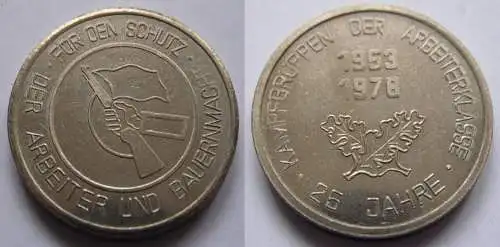 FÜR DEN SCHUTZ
DER ARBEITER UND BAUERNMACHT
KAMPFGRUPPEN DER ARBEITERKLASSE
1953
1978
25 JAHRE